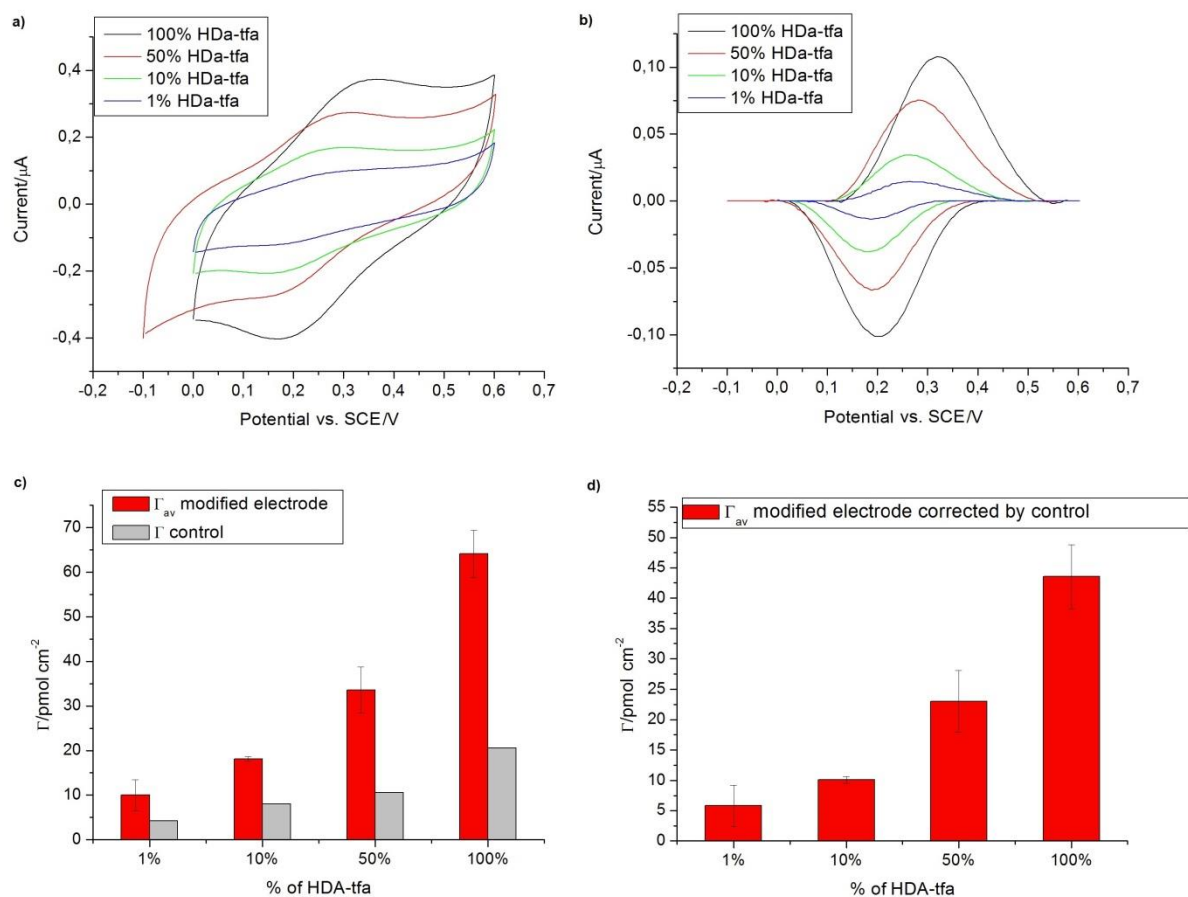 a)
100% HDa-tfa
50% HDa-tfa
10% HDa-tfa
1% HDa-tfa
0,4
0,2
0,0
-0,2
-0,4
Current/μA
-0,2 -0,1 0,0 0,1 0,2 0,3 0,4 0,5 0,6 0,7
Potential vs. SCE/V
b)
100% HDa-tfa
50% HDa-tfa
10% HDa-tfa
1% HDa-tfa
0,10
0,05
0,00
-0,05
-0,10
Current/μA
-0,2 -0,1 0,0 0,1 0,2 0,3 0,4 0,5 0,6 0,7
Potential vs. SCE/V
c)
Γav modified electrode
Γ control
70
60
50
40
30
20
10
0
Γ/pmol cm-2
1% 10% 50% 100%
% of HDA-tfa
d)
Γav modified electrode corrected by control
55
50
45
40
35
30
25
20
15
10
5
0
Γ/pmol cm-2
1% 10% 50% 100%
% of HDA-tfa